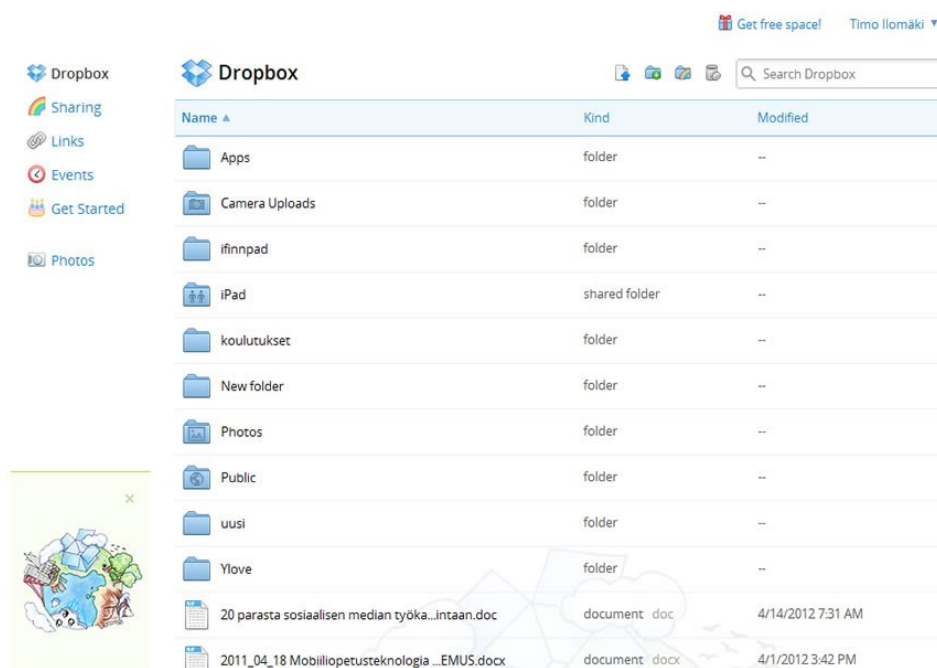 Get free space! Timo Ilomäki
Dropbox
Sharing
Links
Events
Get Started
Photos
Dropbox
Search Dropbox
Name Kind Modified
Apps folder --
Camera Uploads folder --
ifinnpad folder --
iPad shared folder --
koulutukset folder --
New folder folder --
Photos folder --
Public folder --
uusi folder --
Ylove folder --
20 parasta sosiaalisen median työka...intaan.doc document doc 4/14/2012 7:31 AM
2011_04_18 Mobiiliopetusteknologia ...EMUS.docx document docx 4/1/2012 3:42 PM